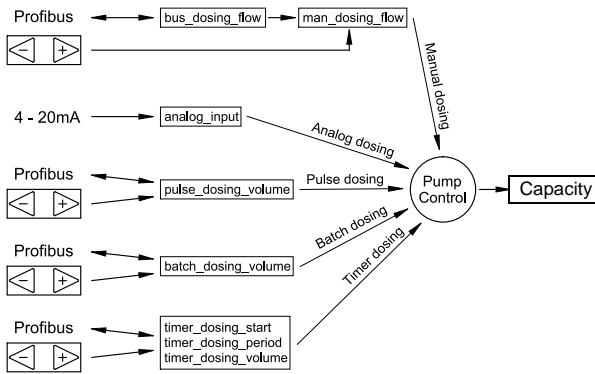 Profibus
bus_dosing_flow
man_dosing_flow
− +
Manual dosing
4 - 20mA
analog_input
Analog dosing
Profibus
− +
pulse_dosing_volume
Pulse dosing
Pump
Control
Capacity
Profibus
− +
batch_dosing_volume
Batch dosing
Profibus
− +
timer_dosing_start
timer_dosing_period
timer_dosing_volume
Timer dosing